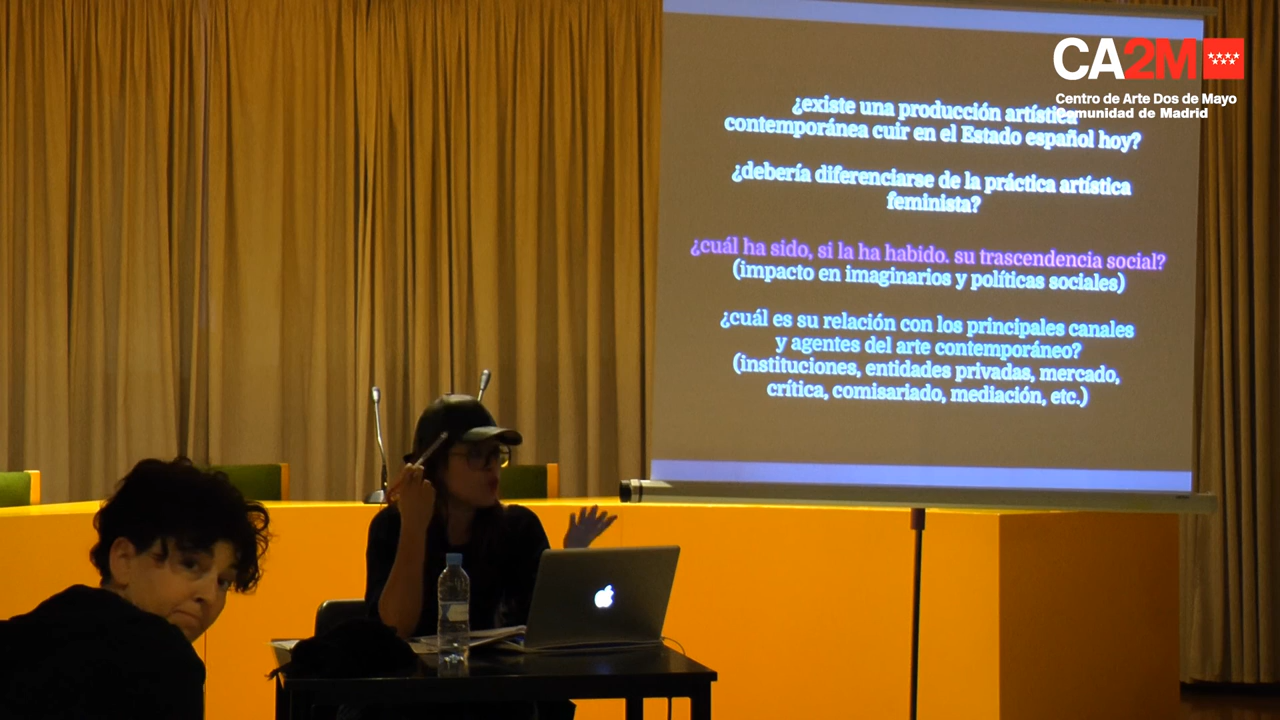 CA2M
Centro de Arte Dos de Mayo
Comunidad de Madrid
¿existe una producción artística
contemporánea cuir en el Estado español hoy?
¿debería diferenciarse de la práctica artística
feminista?
¿cuál ha sido, si la ha habido. su trascendencia social?
(impacto en imaginarios y políticas sociales)
¿cuál es su relación con los principales canales
y agentes del arte contemporáneo?
(instituciones, entidades privadas, mercado,
crítica, comisariado, mediación, etc.)